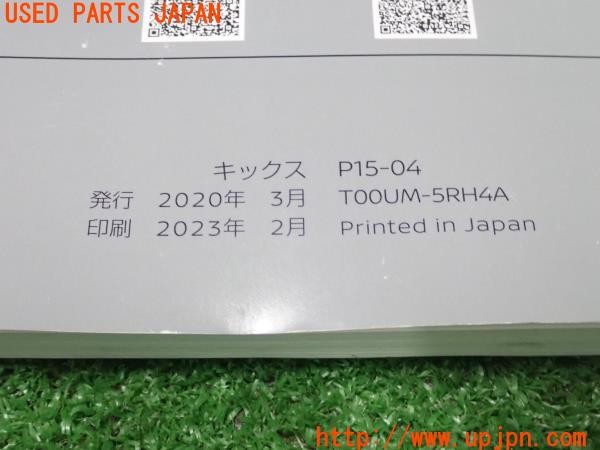 USED PARTS JAPAN
キックス P15-04
発行 2020年 3月 T00UM-5RH4A
印刷 2023年 2月 Printed in Japan
http://www.upjpn.com/